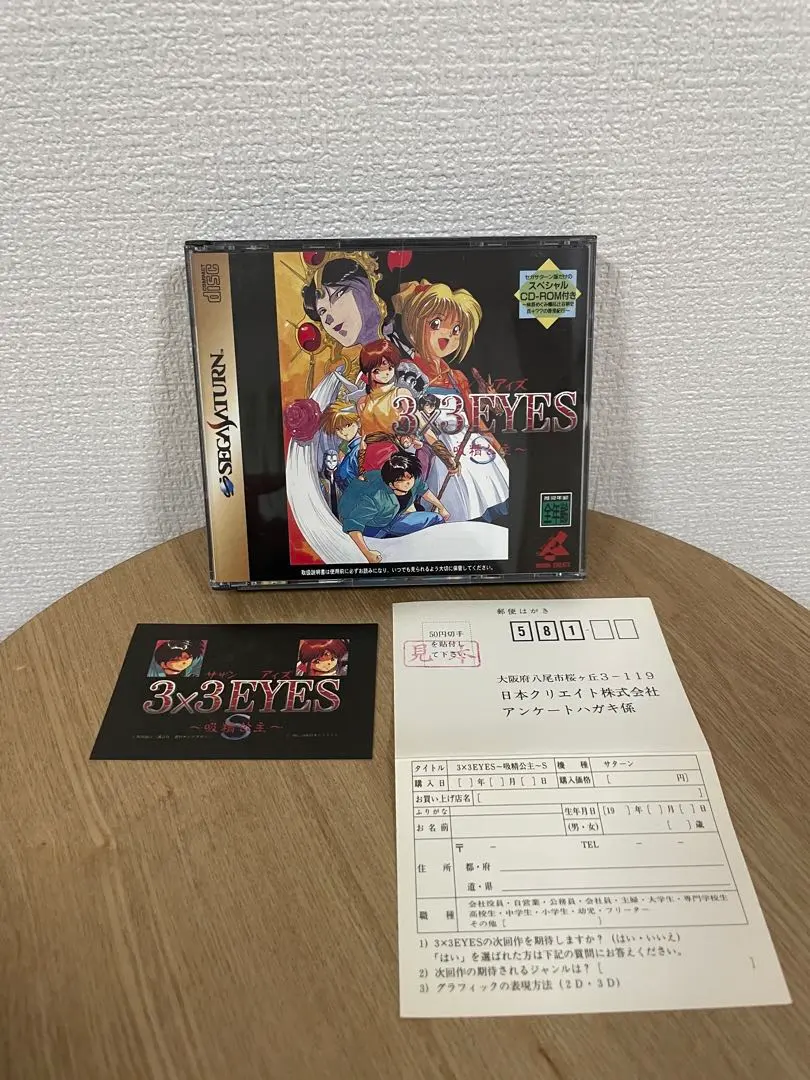 COMPACT
disc
SEGA SATURN™
セガサターン版だけの
スペシャル
CD-ROM付き
サザン アイズ
3×3EYES
～吸精公主～
S
推奨年齢
取扱説明書は使用前に必ずお読みになり、いつでも見られるよう大切に保管してください。
NIHON CREATE
サザン アイズ
3×3EYES
～吸精公主～
S
郵便はがき
50円切手
を貼付し
て下さい
見本
581-
大阪府八尾市桜ヶ丘3－119
日本クリエイト株式会社
アンケートハガキ係
タイトル 3×3EYES～吸精公主～S 機種 サターン
購入日 [ ]年[ ]月[ ]日 購入価格 [ 円]
お買い上げ店名 [ ]
ふりがな 生年月日 [19 ]年[ ]月[ ]日
お名前 (男・女) [ ]歳
〒 － TEL － －
住所 都・府
道・県
職種 会社役員・自営業・公務員・会社員・主婦・大学生・専門学校生
高校生・中学生・小学生・幼児・フリーター
その他 [ ]
1) 3×3EYESの次回作を期待しますか？ (はい・いいえ)
「はい」を選ばれた方は下記の質問にお答えください。
2) 次回作の期待されるジャンルは？ [ ]
3) グラフィックの表現方法 (2D・3D)